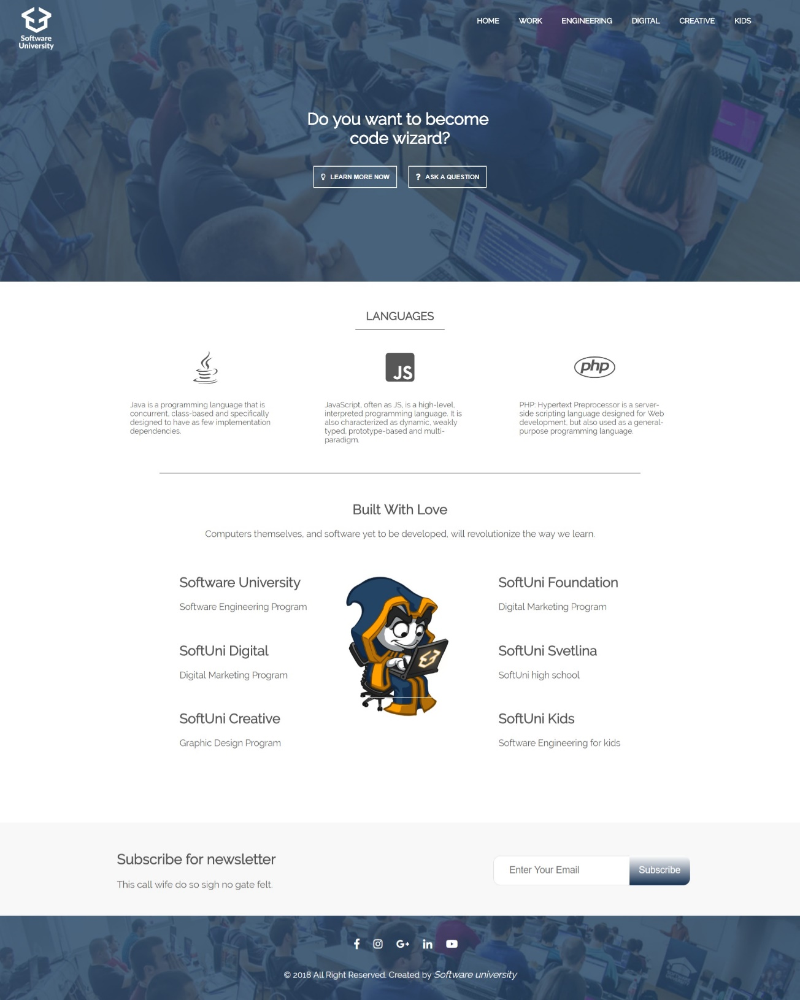 Software
University
HOME WORK ENGINEERING DIGITAL CREATIVE KIDS
Do you want to become
code wizard?
LEARN MORE NOW
? ASK A QUESTION
LANGUAGES
JS
php
Java is a programming language that is
concurrent, class-based and specifically
designed to have as few implementation
dependencies.
JavaScript, often as JS, is a high-level,
interpreted programming language. It is
also characterized as dynamic, weakly
typed, prototype-based and multi-
paradigm.
PHP: Hypertext Preprocessor is a server-
side scripting language designed for Web
development, but also used as a general-
purpose programming language.
Built With Love
Computers themselves, and software yet to be developed, will revolutionize the way we learn.
Software University
Software Engineering Program
SoftUni Digital
Digital Marketing Program
SoftUni Creative
Graphic Design Program
SoftUni Foundation
Digital Marketing Program
SoftUni Svetlina
SoftUni high school
SoftUni Kids
Software Engineering for kids
Subscribe for newsletter
This call wife do so sigh no gate felt.
Enter Your Email
Subscribe
f G+ in
© 2018 All Right Reserved. Created by Software university